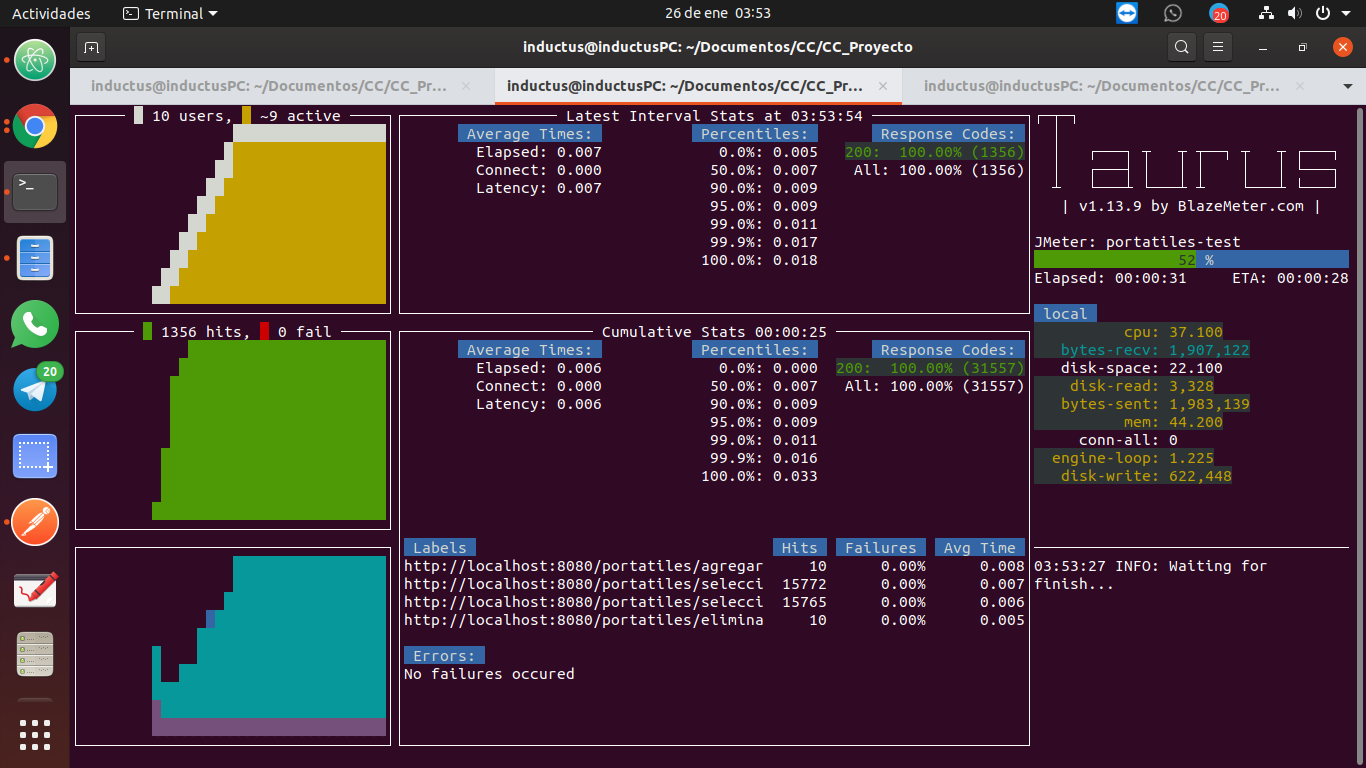 Actividades
Terminal
26 de ene 03:53
20
inductus@inductusPC: ~/Documentos/CC/CC_Proyecto
inductus@inductusPC: ~/Documentos/CC/CC_Pr...
inductus@inductusPC: ~/Documentos/CC/CC_Pr...
inductus@inductusPC: ~/Documentos/CC/CC_Pr...
20
10 users, ~9 active
1356 hits, 0 fail
Latest Interval Stats at 03:53:54
Average Times: Percentiles: Response Codes:
Elapsed: 0.007 0.0%: 0.005 200: 100.00% (1356)
Connect: 0.000 50.0%: 0.007 All: 100.00% (1356)
Latency: 0.007 90.0%: 0.009
95.0%: 0.009
99.0%: 0.011
99.9%: 0.017
100.0%: 0.018
Cumulative Stats 00:00:25
Average Times: Percentiles: Response Codes:
Elapsed: 0.006 0.0%: 0.000 200: 100.00% (31557)
Connect: 0.000 50.0%: 0.007 All: 100.00% (31557)
Latency: 0.006 90.0%: 0.009
95.0%: 0.009
99.0%: 0.011
99.9%: 0.016
100.0%: 0.033
Labels Hits Failures Avg Time
http://localhost:8080/portatiles/agregar 10 0.00% 0.008
http://localhost:8080/portatiles/selecci 15772 0.00% 0.007
http://localhost:8080/portatiles/selecci 15765 0.00% 0.006
http://localhost:8080/portatiles/elimina 10 0.00% 0.005
Errors:
No failures occured
Taurus
| v1.13.9 by BlazeMeter.com |
JMeter: portatiles-test
52 %
Elapsed: 00:00:31 ETA: 00:00:28
local
cpu: 37.100
bytes-recv: 1,907,122
disk-space: 22.100
disk-read: 3,328
bytes-sent: 1,983,139
mem: 44.200
conn-all: 0
engine-loop: 1.225
disk-write: 622,448
03:53:27 INFO: Waiting for
finish...